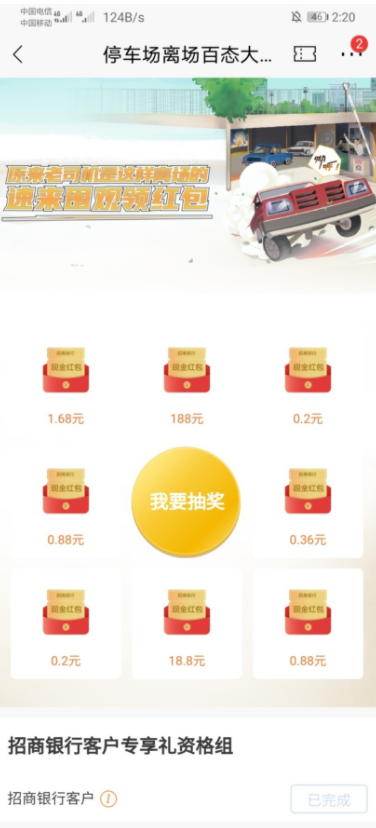 中国电信 4G 4G 124B/s 46 2:20
中国移动
停车场离场百态大... 2
嘟嘟!
原来老司机是这样离场的
速来围观领红包
招商银行 招商银行 招商银行
现金红包 现金红包 现金红包
1.68元 188元 0.2元
招商银行 招商银行
现金红包 我要抽奖 现金红包
0.88元 0.36元
招商银行 招商银行 招商银行
现金红包 现金红包 现金红包
0.2元 18.8元 0.88元
招商银行客户专享礼资格组
招商银行客户 i 已完成